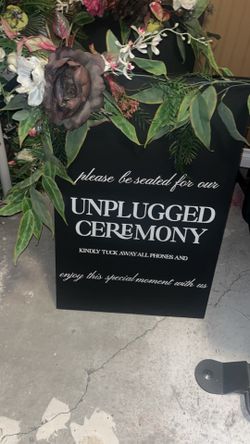 please be seated for our
UNPLUGGED
CEREMONY
KINDLY TUCK AWAY ALL PHONES AND
enjoy this special moment with us